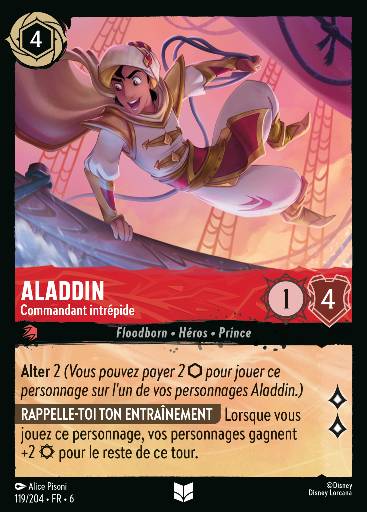 4
ALADDIN
Commandant intrépide
1
4
Floodborn • Héros • Prince
Alter 2 (Vous pouvez payer 2 pour jouer ce
personnage sur l'un de vos personnages Aladdin.)
RAPPELLE-TOI TON ENTRAÎNEMENT Lorsque vous
jouez ce personnage, vos personnages gagnent
+2 pour le reste de ce tour.
Alice Pisoni
119/204 • FR • 6
©Disney
Disney Lorcana